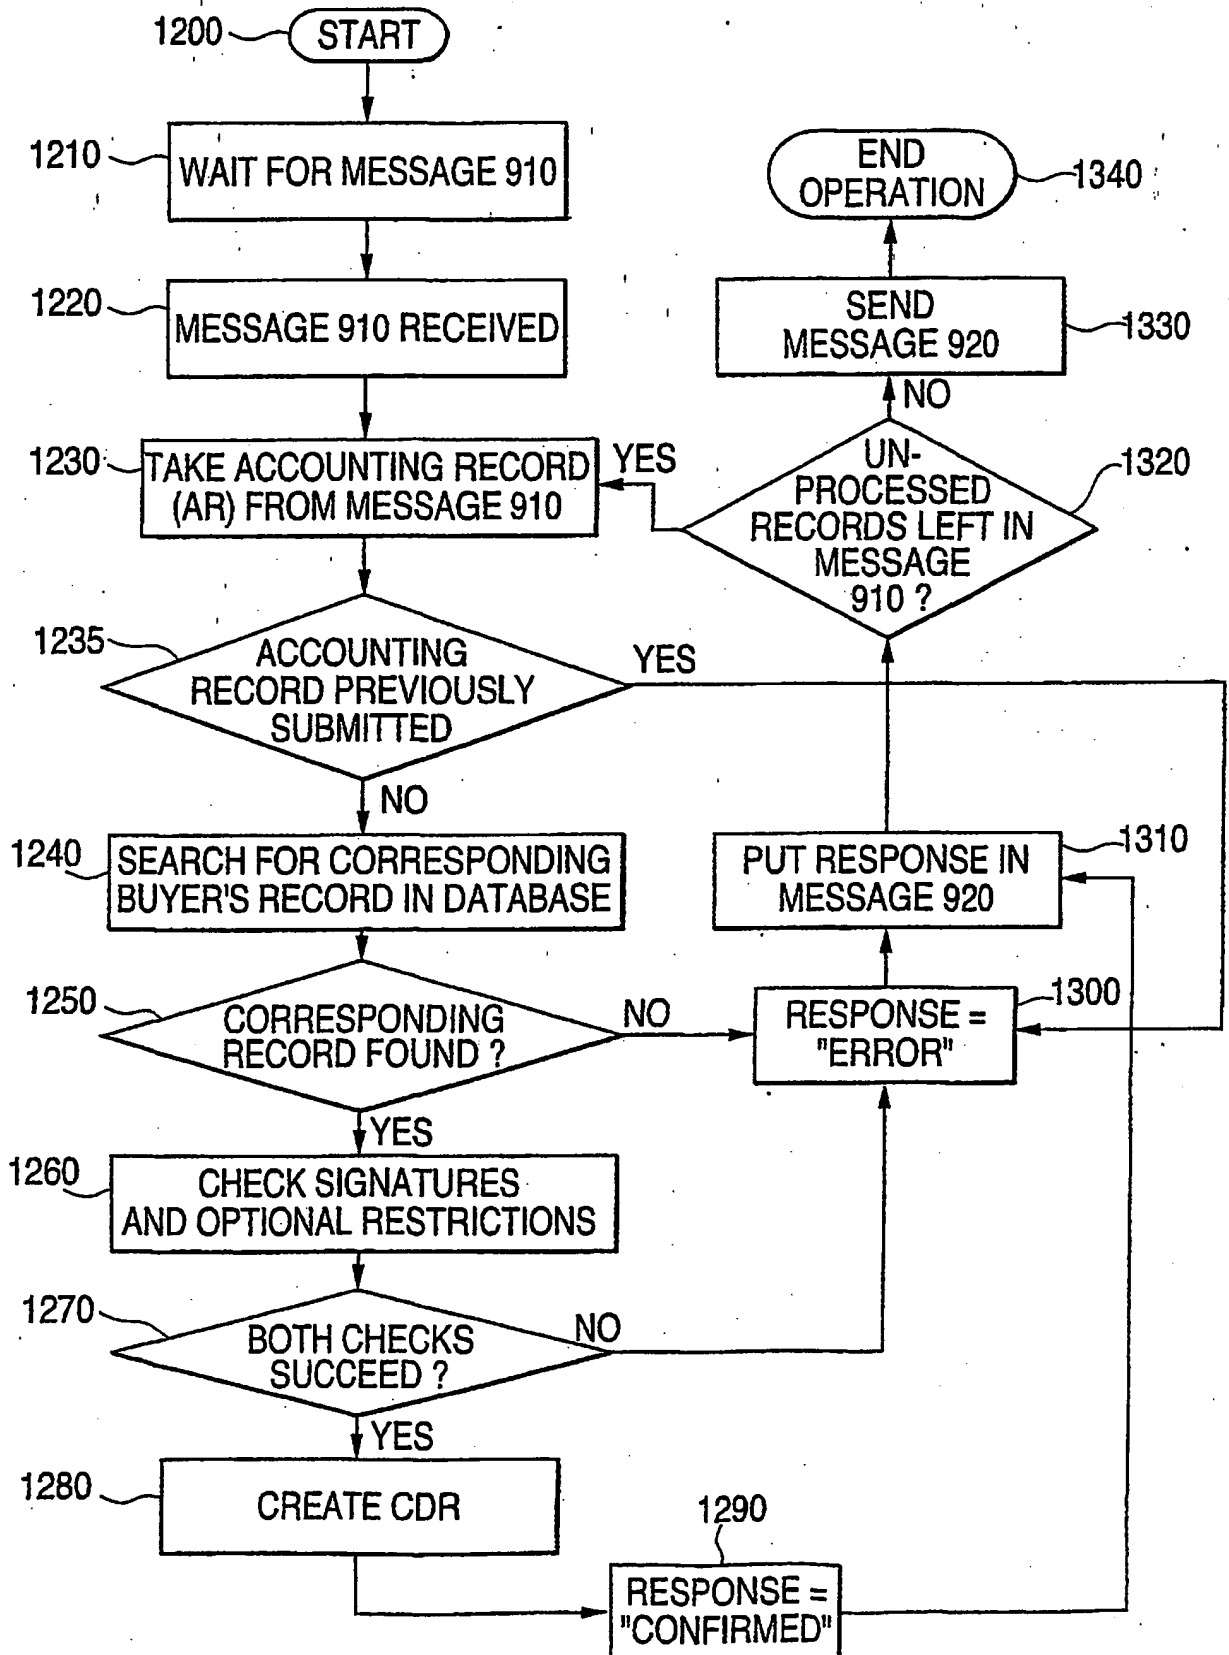 1200
START
1210
WAIT FOR MESSAGE 910
1220
MESSAGE 910 RECEIVED
1230
TAKE ACCOUNTING RECORD
(AR) FROM MESSAGE 910
1235
ACCOUNTING
RECORD PREVIOUSLY
SUBMITTED
YES
NO
1240
SEARCH FOR CORRESPONDING
BUYER'S RECORD IN DATABASE
1250
CORRESPONDING
RECORD FOUND ?
NO
YES
1260
CHECK SIGNATURES
AND OPTIONAL RESTRICTIONS
1270
BOTH CHECKS
SUCCEED ?
NO
YES
1280
CREATE CDR
1290
RESPONSE =
"CONFIRMED"
1300
RESPONSE =
"ERROR"
1310
PUT RESPONSE IN
MESSAGE 920
1320
UN-
PROCESSED
RECORDS LEFT IN
MESSAGE
910 ?
YES
NO
1330
SEND
MESSAGE 920
1340
END
OPERATION